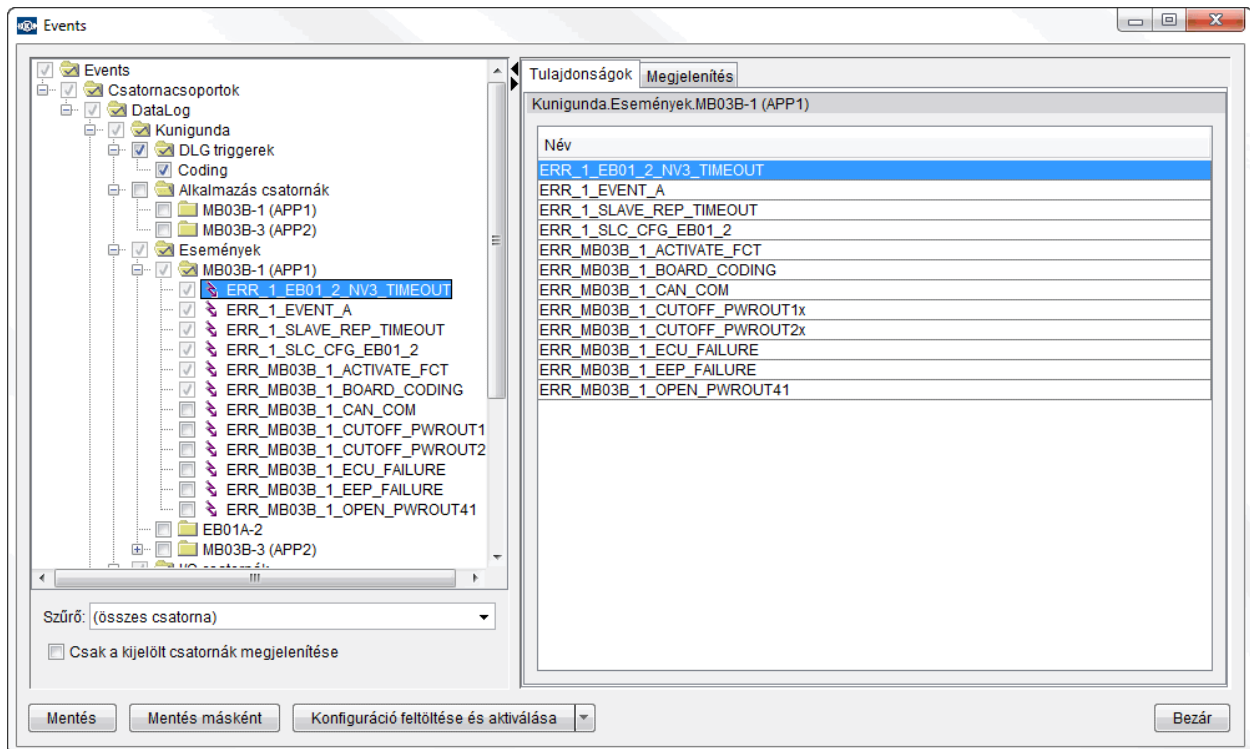 Events
Events
Csatornacsoportok
DataLog
Kunigunda
DLG triggerek
Coding
Alkalmazás csatornák
MB03B-1 (APP1)
MB03B-3 (APP2)
Események
MB03B-1 (APP1)
ERR_1_EB01_2_NV3_TIMEOUT
ERR_1_EVENT_A
ERR_1_SLAVE_REP_TIMEOUT
ERR_1_SLC_CFG_EB01_2
ERR_MB03B_1_ACTIVATE_FCT
ERR_MB03B_1_BOARD_CODING
ERR_MB03B_1_CAN_COM
ERR_MB03B_1_CUTOFF_PWROUT1
ERR_MB03B_1_CUTOFF_PWROUT2
ERR_MB03B_1_ECU_FAILURE
ERR_MB03B_1_EEP_FAILURE
ERR_MB03B_1_OPEN_PWROUT41
EB01A-2
MB03B-3 (APP2)
Szűrő: (összes csatorna)
Csak a kijelölt csatornák megjelenítése
Tulajdonságok Megjelenítés
Kunigunda.Események.MB03B-1 (APP1)
Név
ERR_1_EB01_2_NV3_TIMEOUT
ERR_1_EVENT_A
ERR_1_SLAVE_REP_TIMEOUT
ERR_1_SLC_CFG_EB01_2
ERR_MB03B_1_ACTIVATE_FCT
ERR_MB03B_1_BOARD_CODING
ERR_MB03B_1_CAN_COM
ERR_MB03B_1_CUTOFF_PWROUT1x
ERR_MB03B_1_CUTOFF_PWROUT2x
ERR_MB03B_1_ECU_FAILURE
ERR_MB03B_1_EEP_FAILURE
ERR_MB03B_1_OPEN_PWROUT41
Mentés Mentés másként Konfiguráció feltöltése és aktiválása Bezár